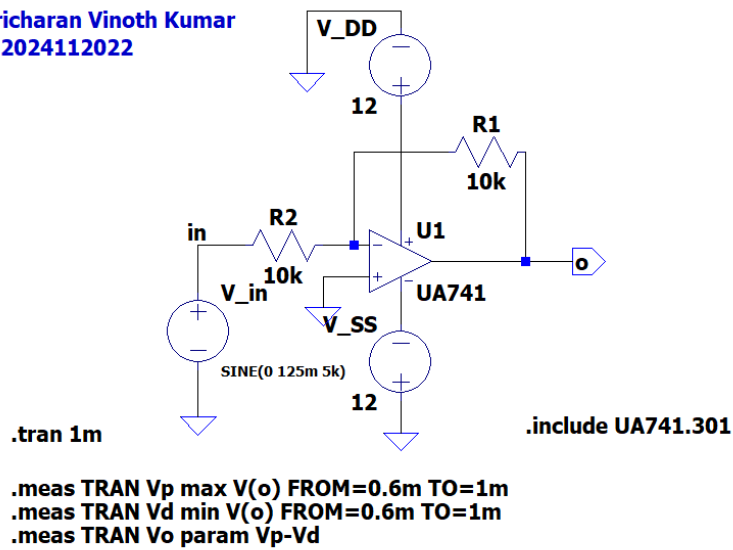 richaran Vinoth Kumar
2024112022
V_DD
12
R1
10k
R2
in
10k
U1
UA741
V_in
V_SS
SINE(0 125m 5k)
12
o
.tran 1m
.include UA741.301
.meas TRAN Vp max V(o) FROM=0.6m TO=1m
.meas TRAN Vd min V(o) FROM=0.6m TO=1m
.meas TRAN Vo param Vp-Vd